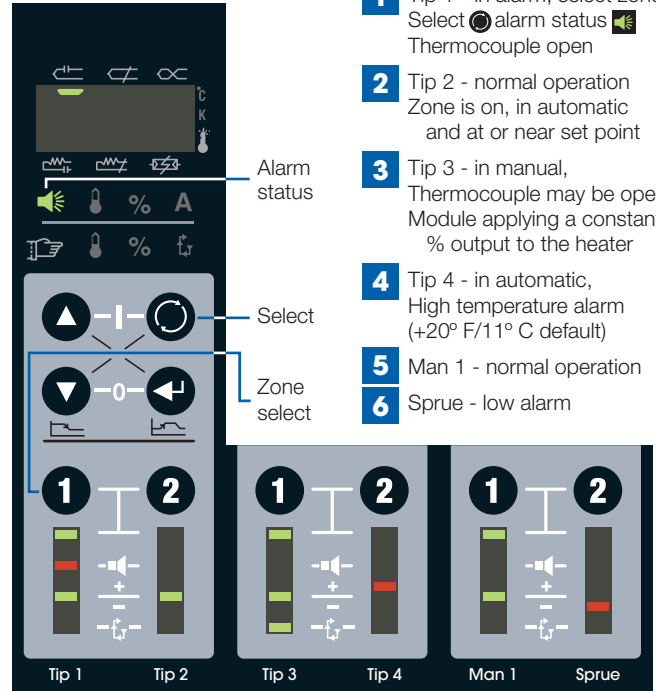 1 Tip 1 - in alarm, select zone
Select alarm status
Thermocouple open
2 Tip 2 - normal operation
Zone is on, in automatic
and at or near set point
3 Tip 3 - in manual,
Thermocouple may be ope
Module applying a constan
% output to the heater
4 Tip 4 - in automatic,
High temperature alarm
(+20º F/11º C default)
5 Man 1 - normal operation
6 Sprue - low alarm
°C
K
Alarm
status
% A
%
Select
I
0
Zone
select
1 2 1 2 1 2
+ + +
− − −
Tip 1 Tip 2 Tip 3 Tip 4 Man 1 Sprue